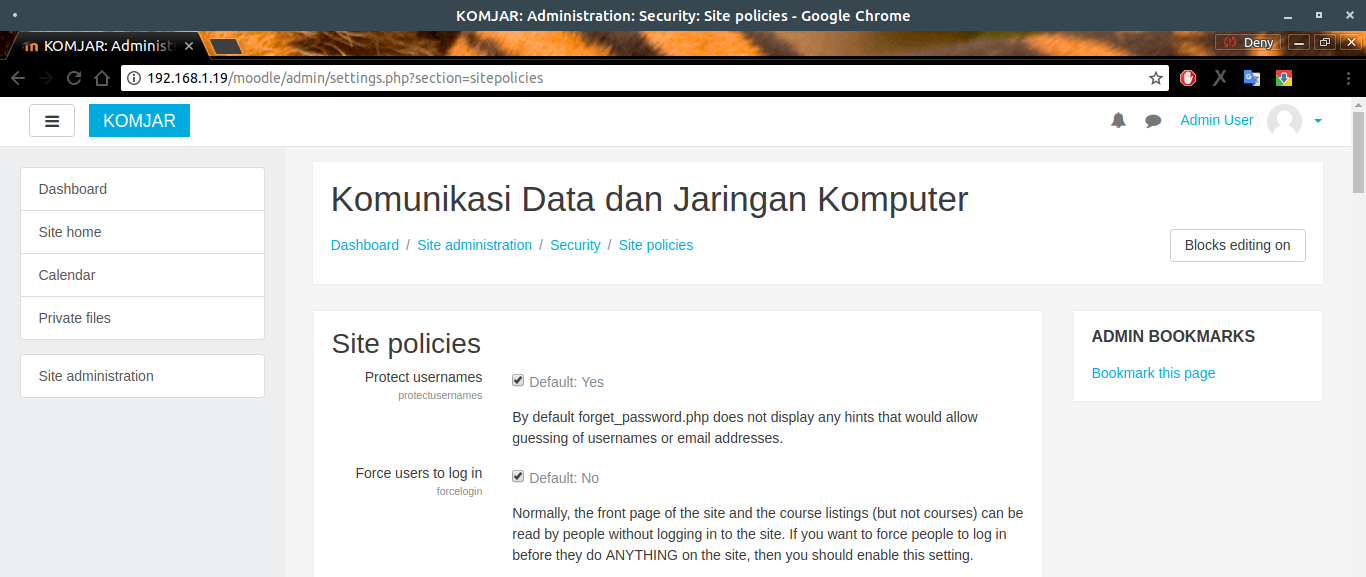 KOMJAR: Administration: Security: Site policies - Google Chrome
KOMJAR: Administ
Deny
192.168.1.19/moodle/admin/settings.php?section=sitepolicies
KOMJAR
Admin User
Dashboard
Site home
Calendar
Private files
Site administration
Komunikasi Data dan Jaringan Komputer
Dashboard / Site administration / Security / Site policies
Blocks editing on
Site policies
Protect usernames
protectusernames
Default: Yes
By default forget_password.php does not display any hints that would allow
guessing of usernames or email addresses.
Force users to log in
forcelogin
Default: No
Normally, the front page of the site and the course listings (but not courses) can be
read by people without logging in to the site. If you want to force people to log in
before they do ANYTHING on the site, then you should enable this setting.
ADMIN BOOKMARKS
Bookmark this page